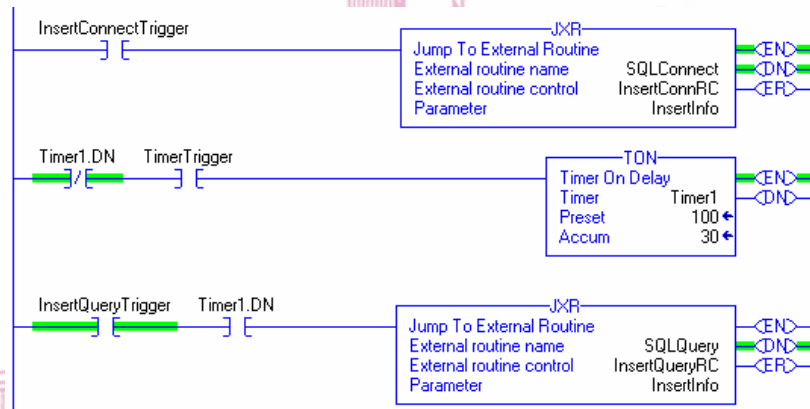 InsertConnectTrigger
JXR
Jump To External Routine
External routine name SQLConnect
External routine control InsertConnRC
Parameter InsertInfo
EN
DN
ER
Timer1.DN TimerTrigger
TON
Timer On Delay
Timer Timer1
Preset 100
Accum 30
EN
DN
InsertQueryTrigger Timer1.DN
JXR
Jump To External Routine
External routine name SQLQuery
External routine control InsertQueryRC
Parameter InsertInfo
EN
DN
ER